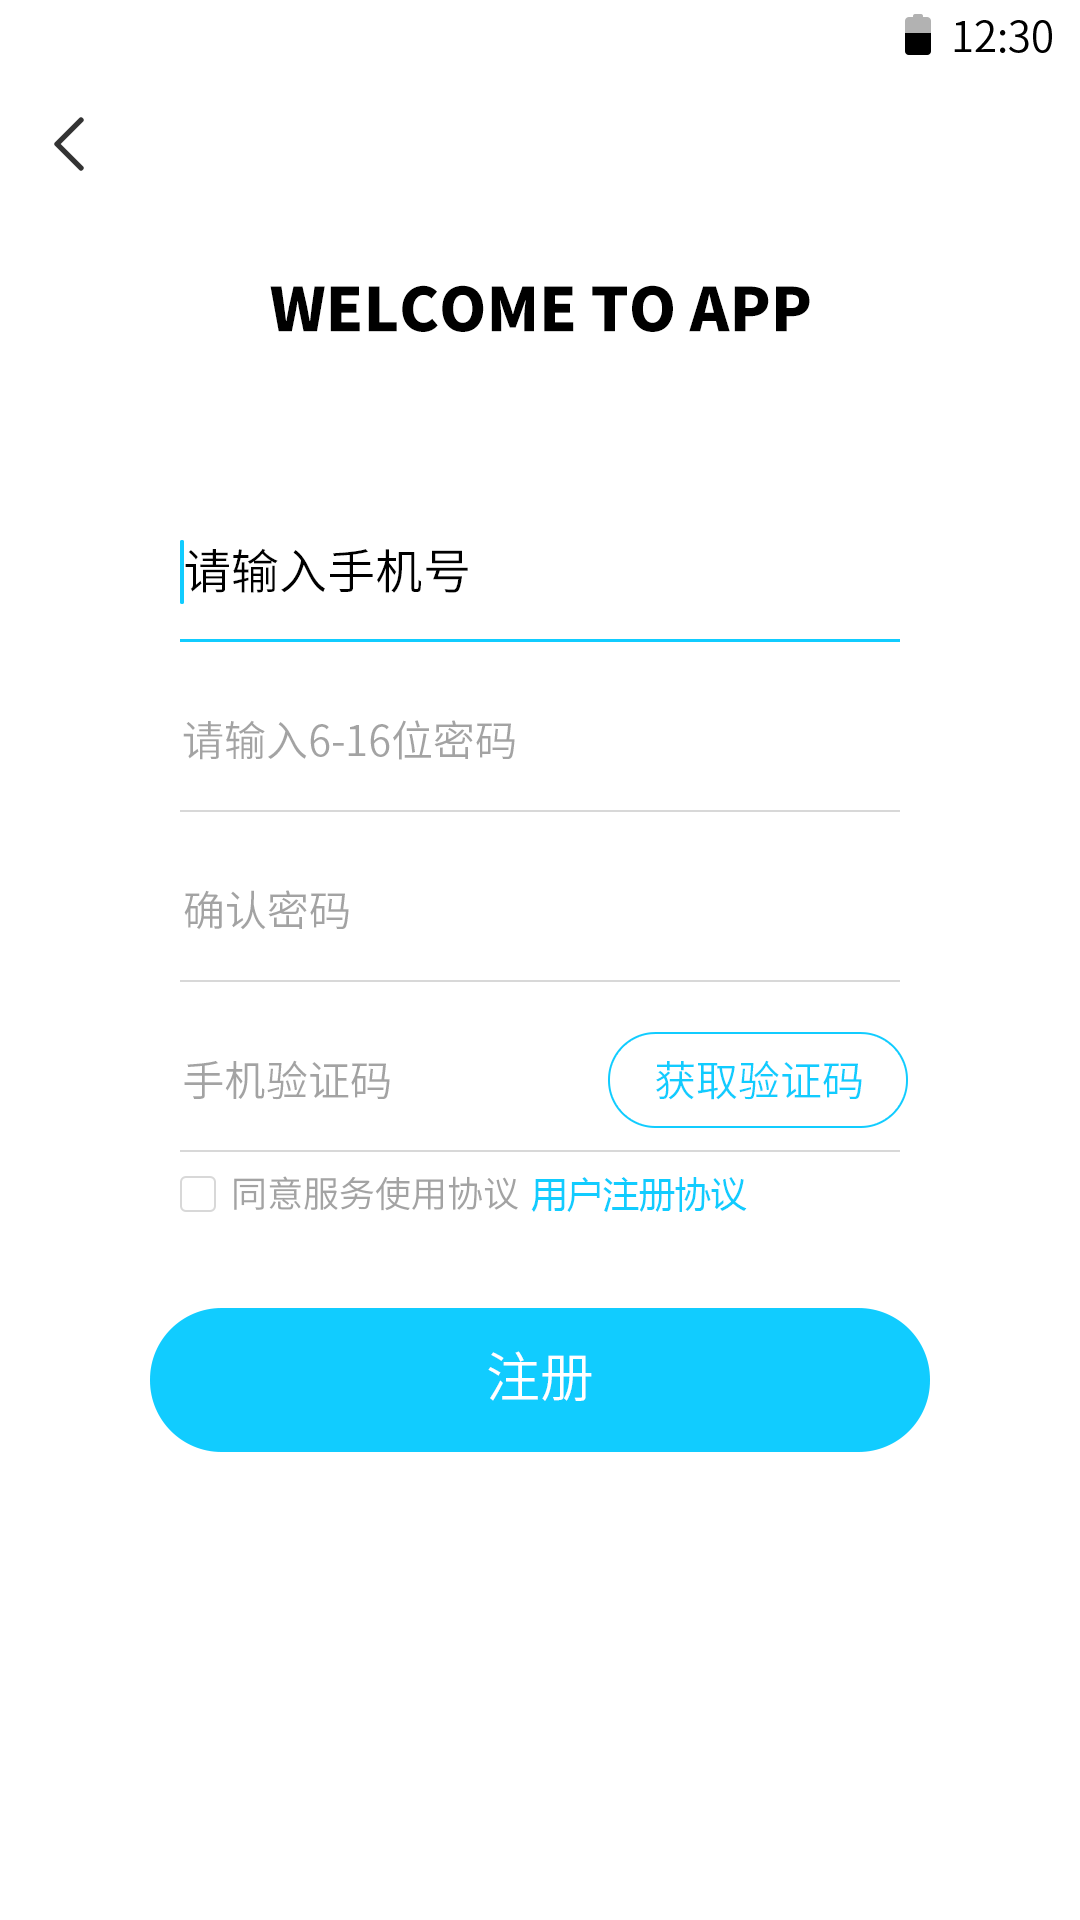 12:30
WELCOME TO APP
请输入手机号
请输入6-16位密码
确认密码
手机验证码 获取验证码
同意服务使用协议 用户注册协议
注册